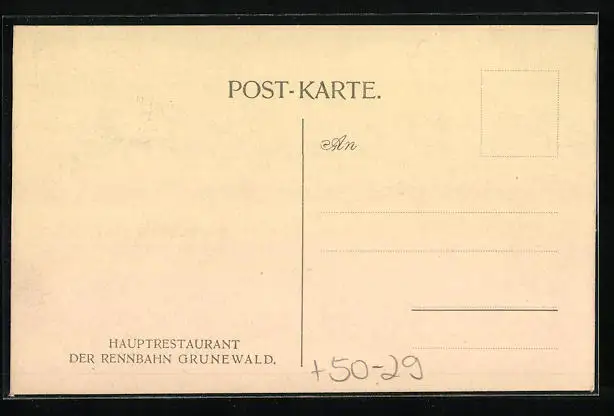 POST-KARTE.
An
HAUPTRESTAURANT
DER RENNBAHN GRUNEWALD.
+50-29